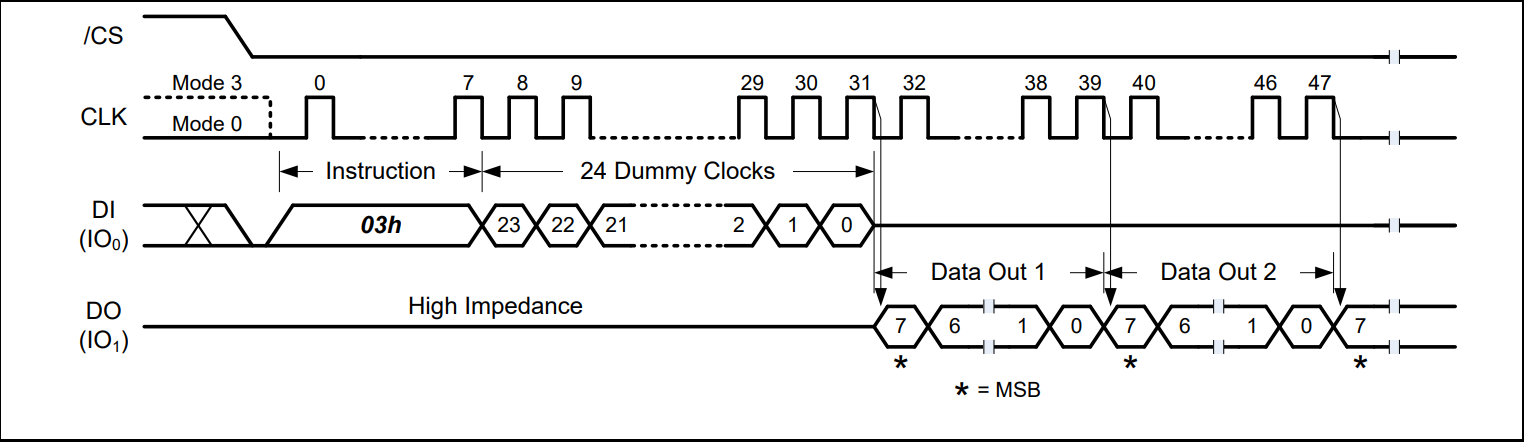 /CS
Mode 3 0 7 8 9 29 30 31 32 38 39 40 46 47
CLK
Mode 0
Instruction 24 Dummy Clocks
DI
(IO0)
03h 23 22 21 2 1 0
Data Out 1 Data Out 2
High Impedance
DO
(IO1)
7 6 1 0 7 6 1 0 7
* * *
* = MSB